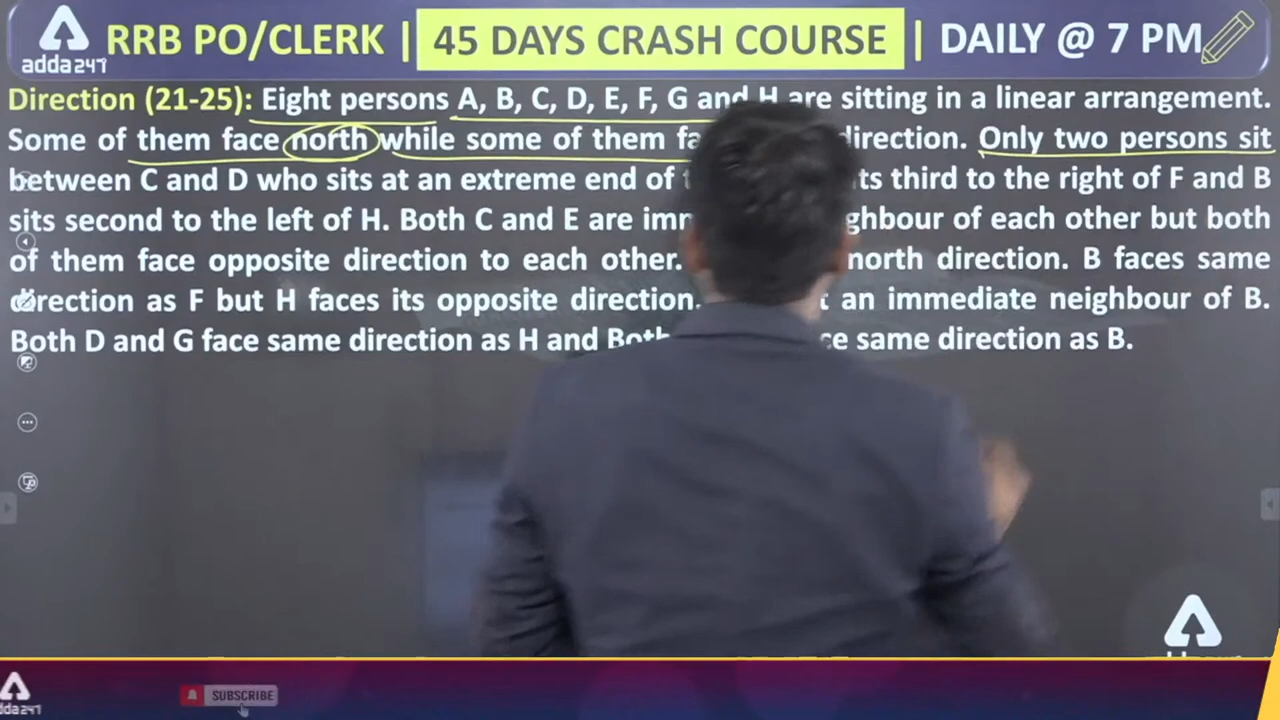 RRB PO/CLERK | 45 DAYS CRASH COURSE | DAILY @ 7 PM
adda247
Direction (21-25): Eight persons A, B, C, D, E, F, G and H are sitting in a linear arrangement.
Some of them face north while some of them direction. Only two persons sit
between C and D who sits at an extreme end of third to the right of F and B
sits second to the left of H. Both C and E are of each other but both
of them face opposite direction to each other. north direction. B faces same
direction as F but H faces its opposite direction. an immediate neighbour of B.
Both D and G face same direction as H and Both same direction as B.
SUBSCRIBE